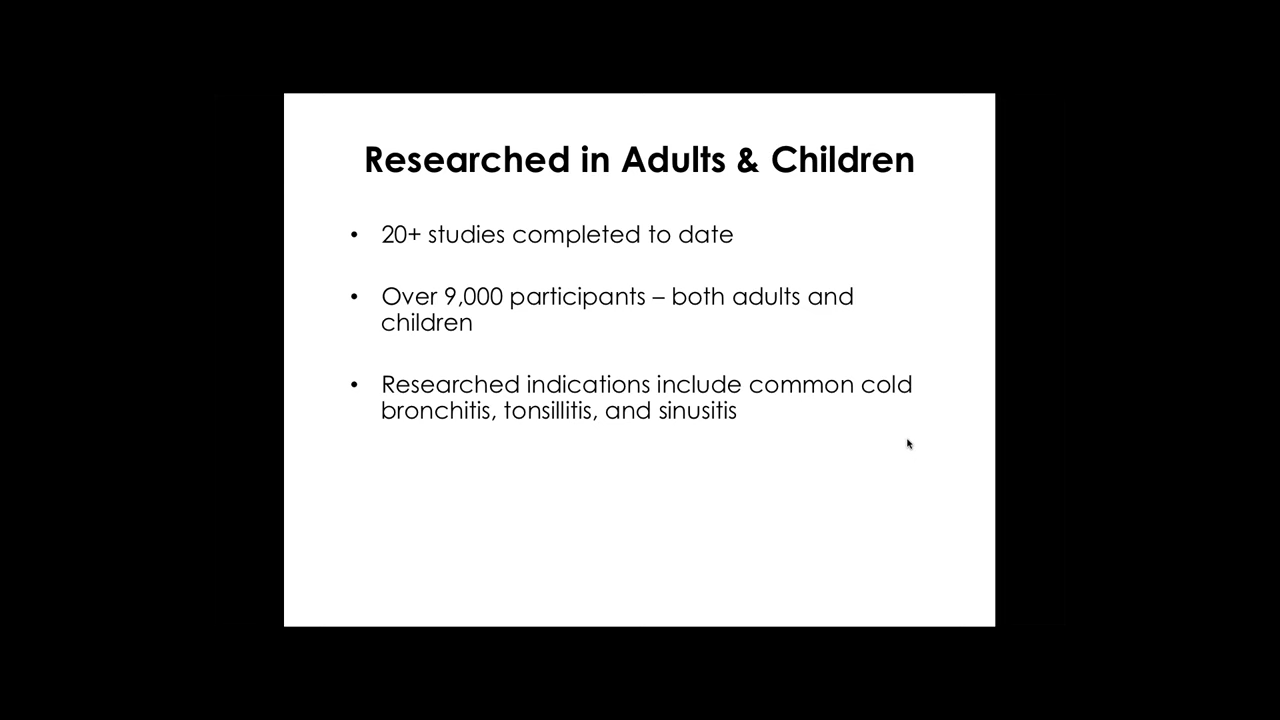 Researched in Adults & Children
• 20+ studies completed to date
• Over 9,000 participants – both adults and
children
• Researched indications include common cold
bronchitis, tonsillitis, and sinusitis